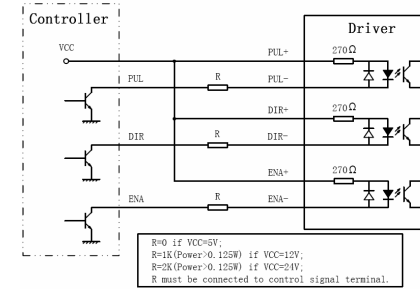 Controller
Driver
VCC
PUL+
270Ω
PUL
R
PUL-
DIR+
270Ω
DIR
R
DIR-
ENA+
270Ω
ENA
R
ENA-
R=0 if VCC=5V;
R=1K(Power>0.125W) if VCC=12V;
R=2K(Power>0.125W) if VCC=24V;
R must be connected to control signal terminal.